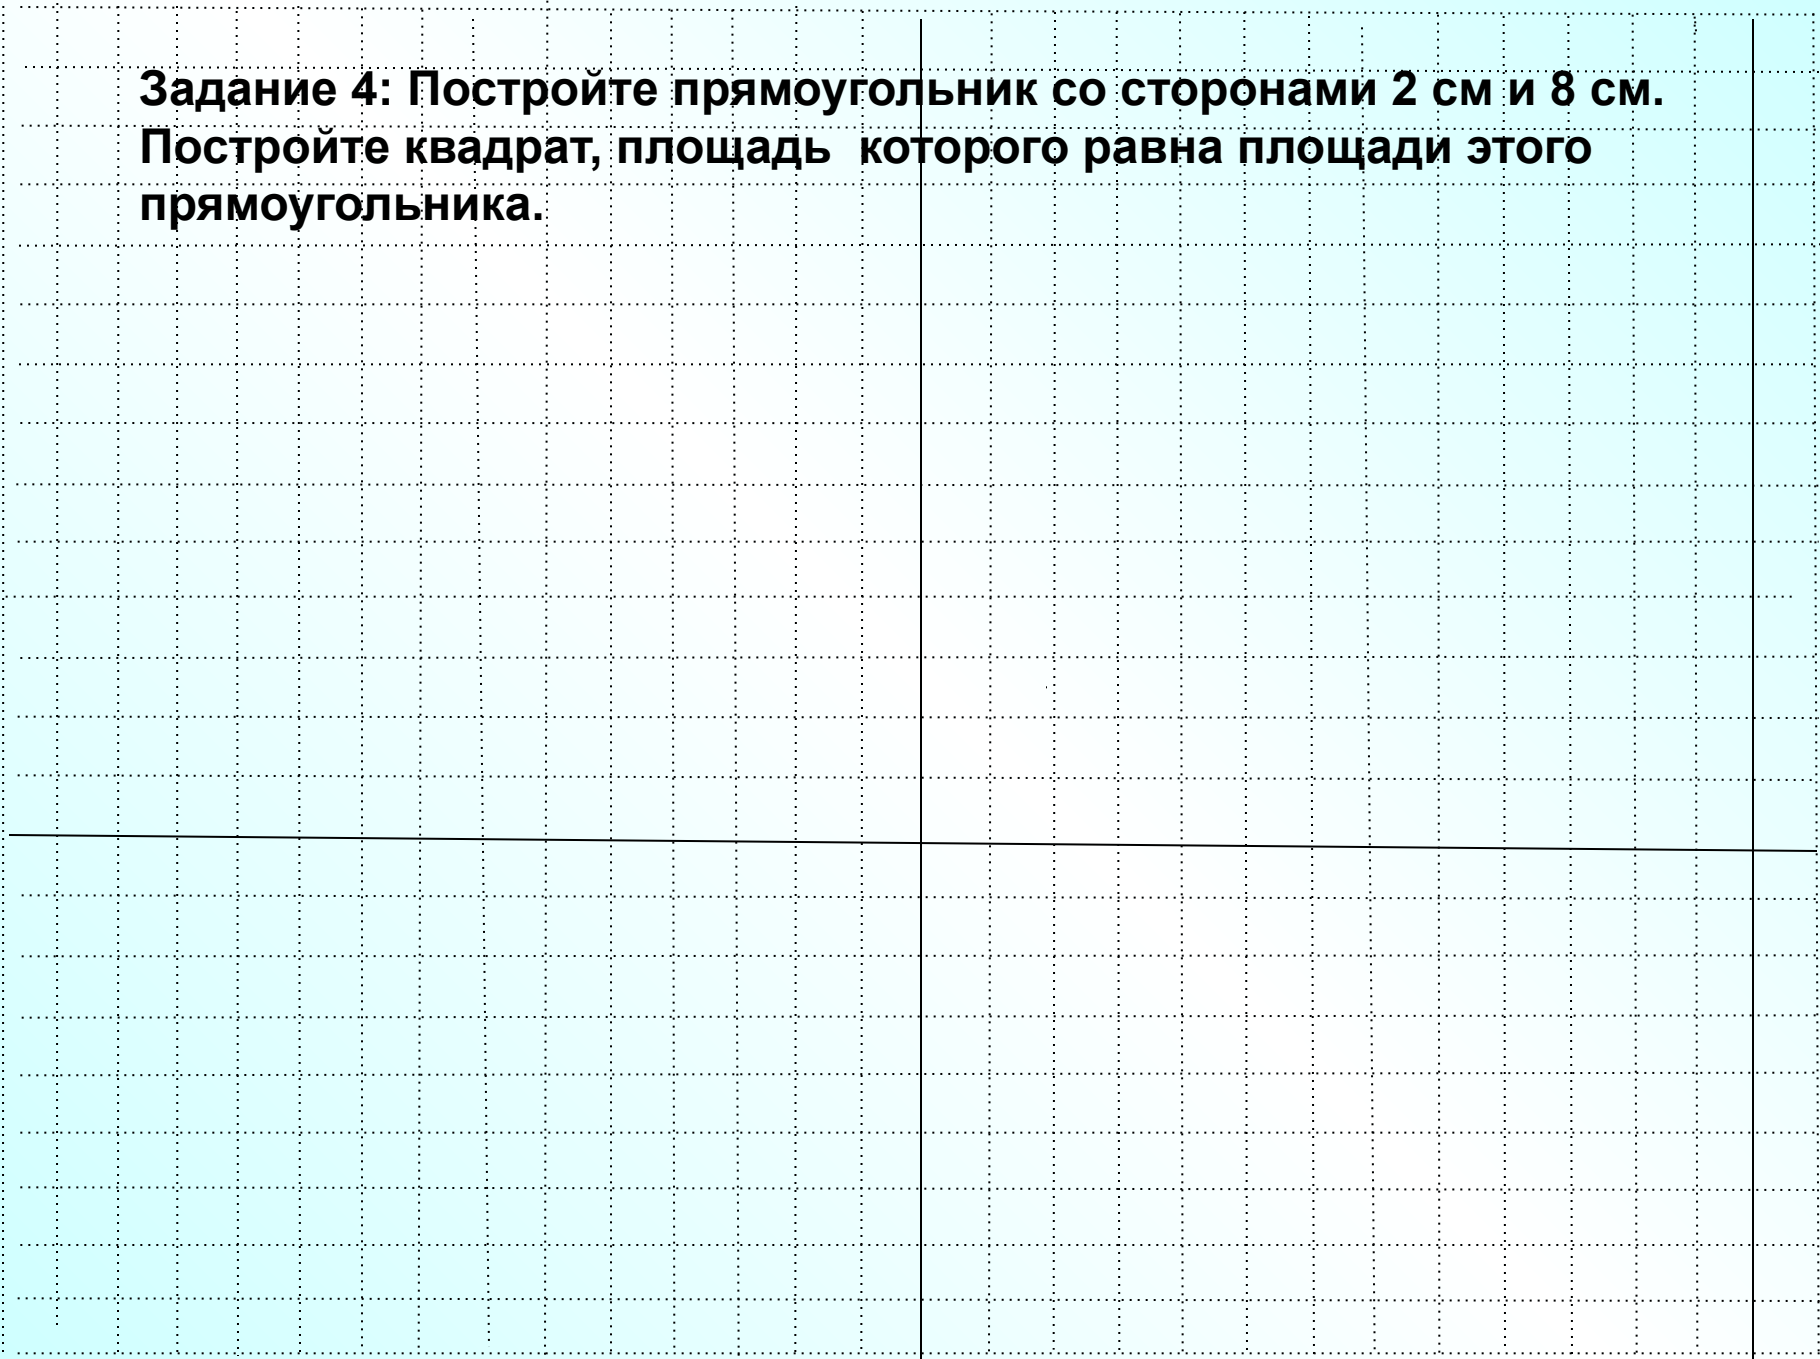 Задание 4: Постройте прямоугольник со сторонами 2 см и 8 см.
Постройте квадрат, площадь  которого равна площади этого
прямоугольника.